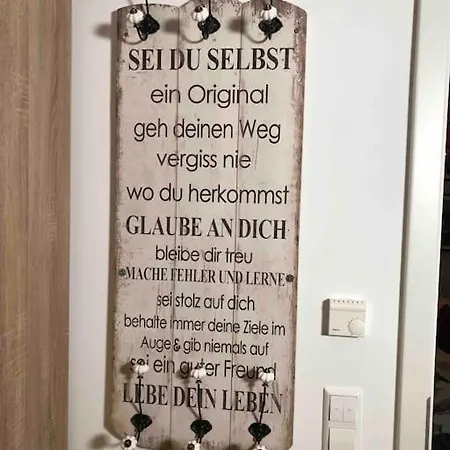 SEI DU SELBST
ein Original
geh deinen Weg
vergiss nie
wo du herkommst
GLAUBE AN DICH
bleibe dir treu
MACHE FEHLER UND LERNE
sei stolz auf dich
behalte immer deine Ziele im
Auge & gib niemals auf
sei ein guter Freund
LEBE DEIN LEBEN